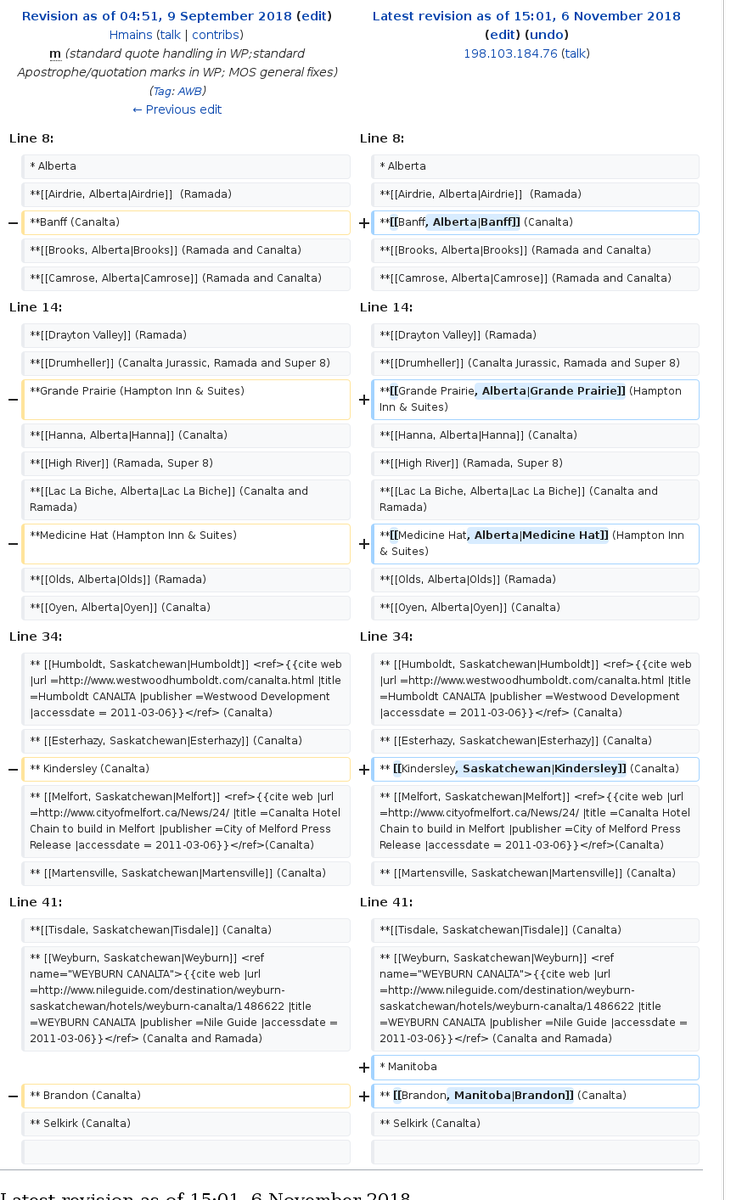 Revision as of 04:51, 9 September 2018 (edit)
Hmains (talk | contribs)
m (standard quote handling in WP;standard
Apostrophe/quotation marks in WP; MOS general fixes)
(Tag: AWB)
← Previous edit
Latest revision as of 15:01, 6 November 2018
(edit) (undo)
198.103.184.76 (talk)
Line 8:
Line 8:
* Alberta
* Alberta
**[[Airdrie, Alberta|Airdrie]]  (Ramada)
**[[Airdrie, Alberta|Airdrie]]  (Ramada)
− **Banff (Canalta)
+ **[[Banff, Alberta|Banff]] (Canalta)
**[[Brooks, Alberta|Brooks]] (Ramada and Canalta)
**[[Brooks, Alberta|Brooks]] (Ramada and Canalta)
**[[Camrose, Alberta|Camrose]] (Ramada and Canalta)
**[[Camrose, Alberta|Camrose]] (Ramada and Canalta)
Line 14:
Line 14:
**[[Drayton Valley]] (Ramada)
**[[Drayton Valley]] (Ramada)
**[[Drumheller]] (Canalta Jurassic, Ramada and Super 8)
**[[Drumheller]] (Canalta Jurassic, Ramada and Super 8)
− **Grande Prairie (Hampton Inn & Suites)
+ **[[Grande Prairie, Alberta|Grande Prairie]] (Hampton
Inn & Suites)
**[[Hanna, Alberta|Hanna]] (Canalta)
**[[Hanna, Alberta|Hanna]] (Canalta)
**[[High River]] (Ramada, Super 8)
**[[High River]] (Ramada, Super 8)
**[[Lac La Biche, Alberta|Lac La Biche]] (Canalta and
Ramada)
**[[Lac La Biche, Alberta|Lac La Biche]] (Canalta and
Ramada)
− **Medicine Hat (Hampton Inn & Suites)
+ **[[Medicine Hat, Alberta|Medicine Hat]] (Hampton Inn
& Suites)
**[[Olds, Alberta|Olds]] (Ramada)
**[[Olds, Alberta|Olds]] (Ramada)
**[[Oyen, Alberta|Oyen]] (Canalta)
**[[Oyen, Alberta|Oyen]] (Canalta)
Line 34:
Line 34:
** [[Humboldt, Saskatchewan|Humboldt]] <ref>{{cite web
|url =http://www.westwoodhumboldt.com/canalta.html |title
=Humboldt CANALTA |publisher =Westwood Development
|accessdate = 2011-03-06}}</ref> (Canalta)
** [[Humboldt, Saskatchewan|Humboldt]] <ref>{{cite web
|url =http://www.westwoodhumboldt.com/canalta.html |title
=Humboldt CANALTA |publisher =Westwood Development
|accessdate = 2011-03-06}}</ref> (Canalta)
** [[Esterhazy, Saskatchewan|Esterhazy]] (Canalta)
** [[Esterhazy, Saskatchewan|Esterhazy]] (Canalta)
− ** Kindersley (Canalta)
+ ** [[Kindersley, Saskatchewan|Kindersley]] (Canalta)
** [[Melfort, Saskatchewan|Melfort]] <ref>{{cite web |url
=http://www.cityofmelfort.ca/News/24/ |title =Canalta Hotel
Chain to build in Melfort |publisher =City of Melford Press
Release |accessdate = 2011-03-06}}</ref>(Canalta)
** [[Melfort, Saskatchewan|Melfort]] <ref>{{cite web |url
=http://www.cityofmelfort.ca/News/24/ |title =Canalta Hotel
Chain to build in Melfort |publisher =City of Melford Press
Release |accessdate = 2011-03-06}}</ref>(Canalta)
** [[Martensville, Saskatchewan|Martensville]] (Canalta)
** [[Martensville, Saskatchewan|Martensville]] (Canalta)
Line 41:
Line 41:
**[[Tisdale, Saskatchewan|Tisdale]] (Canalta)
**[[Tisdale, Saskatchewan|Tisdale]] (Canalta)
** [[Weyburn, Saskatchewan|Weyburn]] <ref
name="WEYBURN CANALTA">{{cite web |url
=http://www.nileguide.com/destination/weyburn-
saskatchewan/hotels/weyburn-canalta/1486622 |title
=WEYBURN CANALTA |publisher =Nile Guide |accessdate =
2011-03-06}}</ref> (Canalta and Ramada)
** [[Weyburn, Saskatchewan|Weyburn]] <ref
name="WEYBURN CANALTA">{{cite web |url
=http://www.nileguide.com/destination/weyburn-
saskatchewan/hotels/weyburn-canalta/1486622 |title
=WEYBURN CANALTA |publisher =Nile Guide |accessdate =
2011-03-06}}</ref> (Canalta and Ramada)
+ * Manitoba
− ** Brandon (Canalta)
+ ** [[Brandon, Manitoba|Brandon]] (Canalta)
** Selkirk (Canalta)
** Selkirk (Canalta)
Latest revision as of 15:01, 6 November 2018